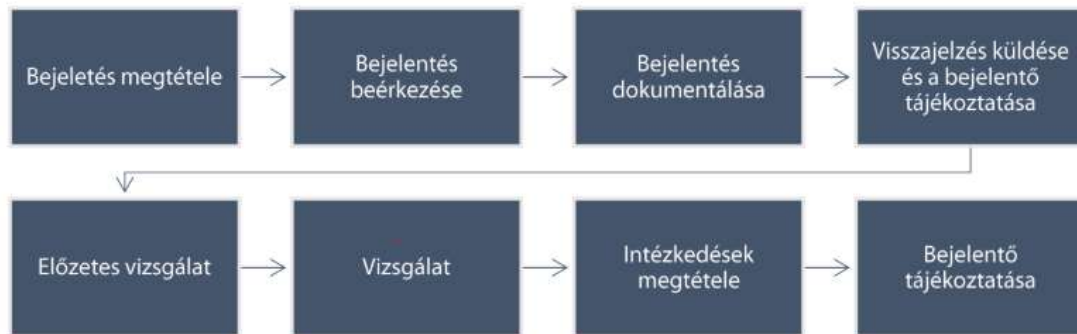 Bejeletés megtétele
Bejelentés
beérkezése
Bejelentés
dokumentálása
Visszajelzés küldése
és a bejelentő
tájékoztatása
Előzetes vizsgálat
Vizsgálat
Intézkedések
megtétele
Bejelentő
tájékoztatása